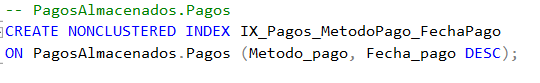 -- PagosAlmacenados.Pagos
CREATE NONCLUSTERED INDEX IX_Pagos_MetodoPago_FechaPago
ON PagosAlmacenados.Pagos (Metodo_pago, Fecha_pago DESC);